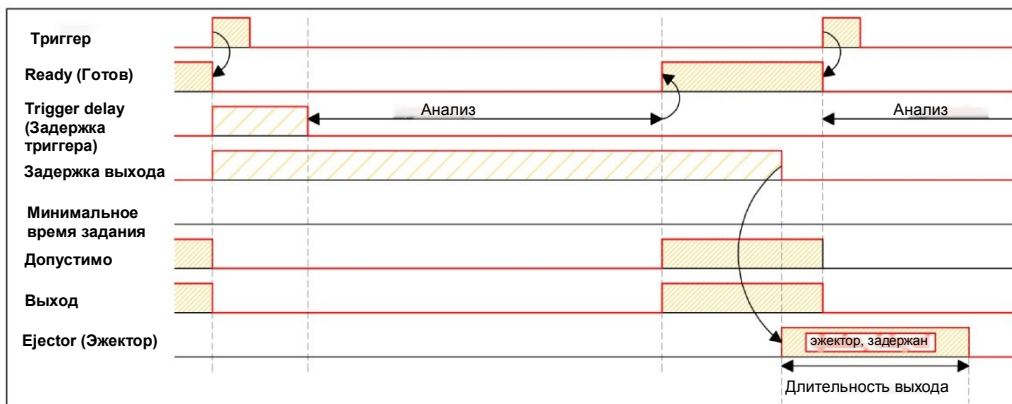 Триггер
Ready (Готов)
Trigger delay
(Задержка
триггера)
Анализ
Анализ
Задержка выхода
Минимальное
время задания
Допустимо
Выход
Ejector (Эжектор)
эжектор, задержан
Длительность выхода